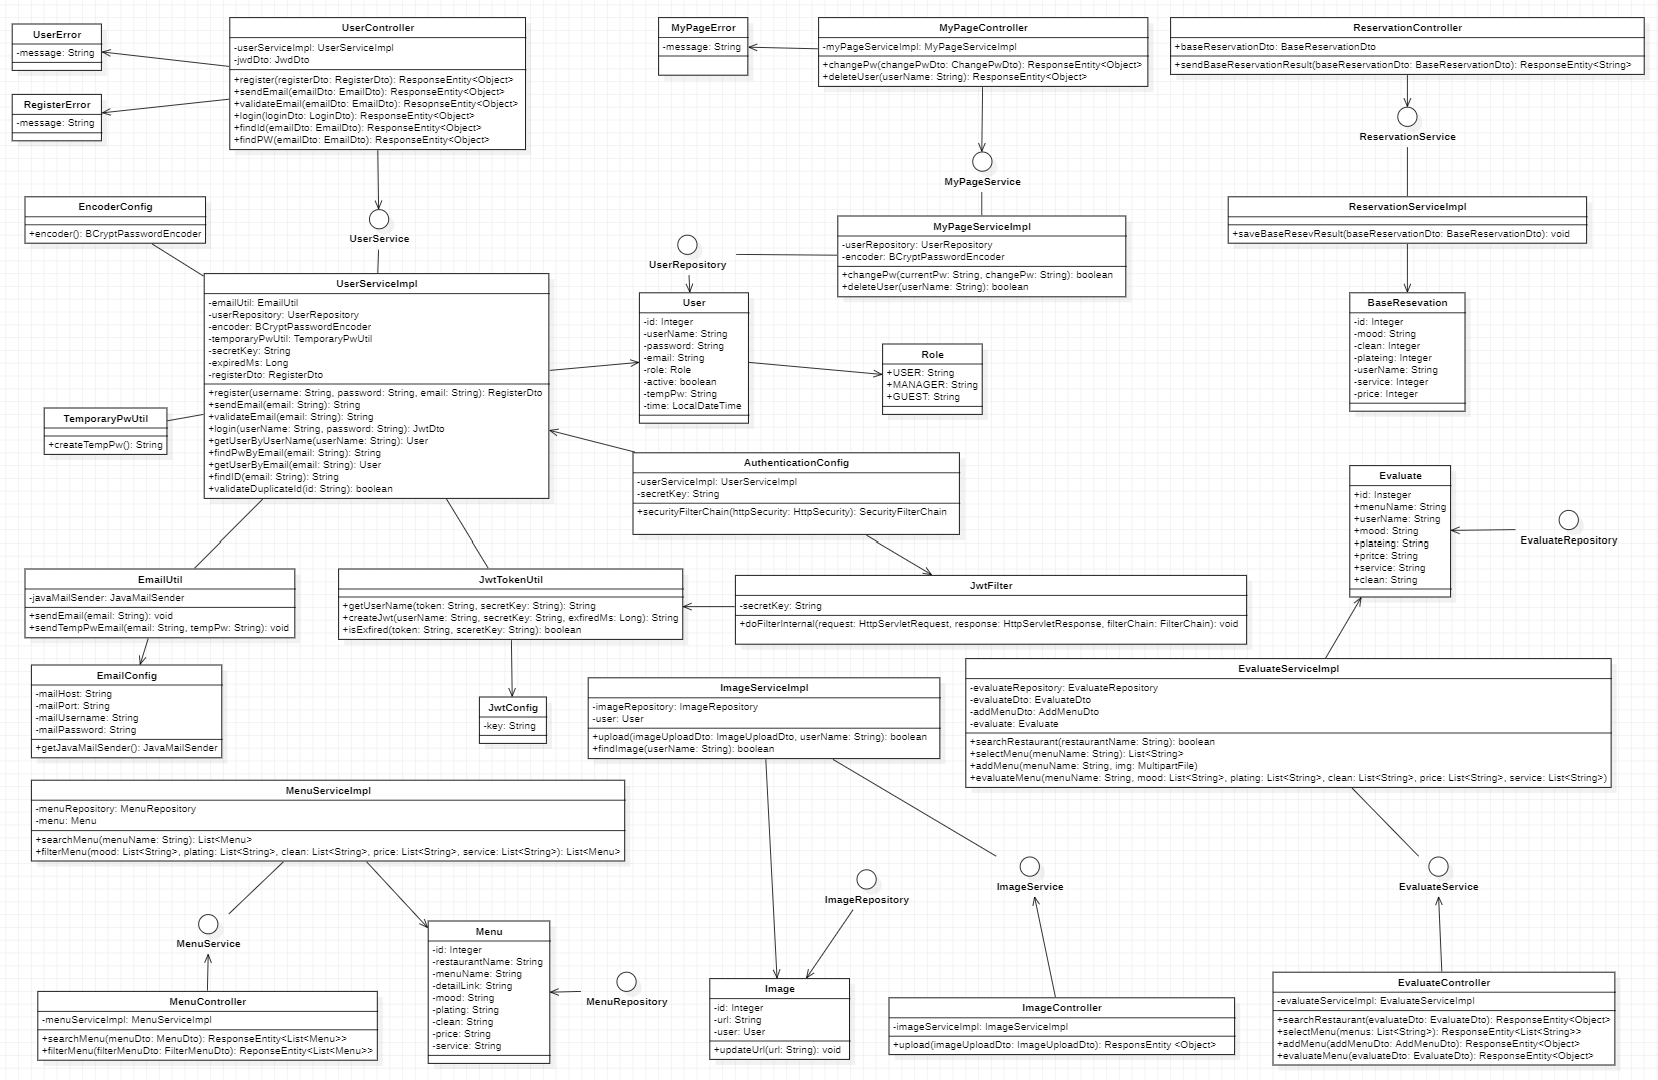 UserError
-message: String
RegisterError
-message: String
UserController
-userServiceImpl: UserServiceImpl
-jwdDto: JwdDto
+register(registerDto: RegisterDto): ResponseEntity<Object>
+sendEmail(emailDto: EmailDto): ResponseEntity<Object>
+validateEmail(emailDto: EmailDto): ResopnseEntity<Object>
+login(loginDto: LoginDto): ResponseEntity<Object>
+findId(emailDto: EmailDto): ResponseEntity<Object>
+findPW(emailDto: EmailDto): ResponseEntity<Object>
MyPageError
-message: String
MyPageController
-myPageServiceImpl: MyPageServiceImpl
+changePw(changePwDto: ChangePwDto): ResponseEntity<Object>
+deleteUser(userName: String): ResponseEntity<Object>
ReservationController
+baseReservationDto: BaseReservationDto
+sendBaseReservationResult(baseReservationDto: BaseReservationDto): ResponseEntity<String>
ReservationService
MyPageService
EncoderConfig
+encoder(): BCryptPasswordEncoder
UserService
ReservationServiceImpl
+saveBaseResevResult(baseReservationDto: BaseReservationDto): void
MyPageServiceImpl
-userRepository: UserRepository
-encoder: BCryptPasswordEncoder
+changePw(currentPw: String, changePw: String): boolean
+deleteUser(userName: String): boolean
UserRepository
UserServiceImpl
-emailUtil: EmailUtil
-userRepository: UserRepository
-encoder: BCryptPasswordEncoder
-temporaryPwUtil: TemporaryPwUtil
-secretKey: String
-expiredMs: Long
-registerDto: RegisterDto
+register(username: String, password: String, email: String): RegisterDto
+sendEmail(email: String): String
+validateEmail(email: String): String
+login(userName: String, password: String): JwtDto
+getUserByUserName(userName: String): User
+findPwByEmail(email: String): String
+getUserByEmail(email: String): User
+findID(email: String): String
+validateDuplicateId(id: String): boolean
User
-id: Integer
-userName: String
-password: String
-email: String
-role: Role
-active: boolean
-tempPw: String
-time: LocalDateTime
Role
+USER: String
+MANAGER: String
+GUEST: String
BaseResevation
-id: Integer
-mood: String
-clean: Integer
-plateing: Integer
-userName: String
-service: Integer
-price: Integer
TemporaryPwUtil
+createTempPw(): String
AuthenticationConfig
-userServiceImpl: UserServiceImpl
-secretKey: String
+securityFilterChain(httpSecurity: HttpSecurity): SecurityFilterChain
Evaluate
+id: Insteger
+menuName: String
+userName: String
+mood: String
+plateing: String
+pritce: String
+service: String
+clean: String
EvaluateRepository
EmailUtil
-javaMailSender: JavaMailSender
+sendEmail(email: String): void
+sendTempPwEmail(email: String, tempPw: String): void
JwtTokenUtil
+getUserName(token: String, secretKey: String): String
+createJwt(userName: String, secretKey: String, exfiredMs: Long): String
+isExfired(token: String, sceretKey: String): boolean
JwtFilter
-secretKey: String
+doFilterInternal(request: HttpServletRequest, response: HttpServletResponse, filterChain: FilterChain): void
EmailConfig
-mailHost: String
-mailPort: String
-mailUsername: String
-mailPassword: String
+getJavaMailSender(): JavaMailSender
JwtConfig
-key: String
ImageServiceImpl
-imageRepository: ImageRepository
-user: User
+upload(imageUploadDto: ImageUploadDto, userName: String): boolean
+findImage(userName: String): boolean
EvaluateServiceImpl
-evaluateRepository: EvaluateRepository
-evaluateDto: EvaluateDto
-addMenuDto: AddMenuDto
-evaluate: Evaluate
+searchRestaurant(restaurantName: String): boolean
+selectMenu(menuName: String): List<String>
+addMenu(menuName: String, img: MultipartFile)
+evaluateMenu(menuName: String, mood: List<String>, plating: List<String>, clean: List<String>, price: List<String>, service: List<String>)
MenuServiceImpl
-menuRepository: MenuRepository
-menu: Menu
+searchMenu(menuName: String): List<Menu>
+filterMenu(mood: List<String>, plating: List<String>, clean: List<String>, price: List<String>, service: List<String>): List<Menu>
ImageRepository
ImageService
EvaluateService
MenuService
Menu
-id: Integer
-restaurantName: String
-menuName: String
-detailLink: String
-mood: String
-plating: String
-clean: String
-price: String
-service: String
MenuRepository
MenuController
-menuServiceImpl: MenuServiceImpl
+searchMenu(menuDto: MenuDto): ResponseEntity<List<Menu>>
+filterMenu(filterMenuDto: FilterMenuDto): ReponseEntity<List<Menu>>
Image
-id: Integer
-url: String
-user: User
+updateUrl(url: String): void
ImageController
-imageServiceImpl: ImageServiceImpl
+upload(imageUploadDto: ImageUploadDto): ResponsEntity <Object>
EvaluateController
-evaluateServiceImpl: EvaluateServiceImpl
+searchRestaurant(evaluateDto: EvaluateDto): ResponseEntity<Object>
+selectMenu(menus: List<String>): ResponseEntity<List<String>>
+addMenu(addMenuDto: AddMenuDto): ResponseEntity<Object>
+evaluateMenu(evaluateDto: EvaluateDto): ResponseEntity<Object>